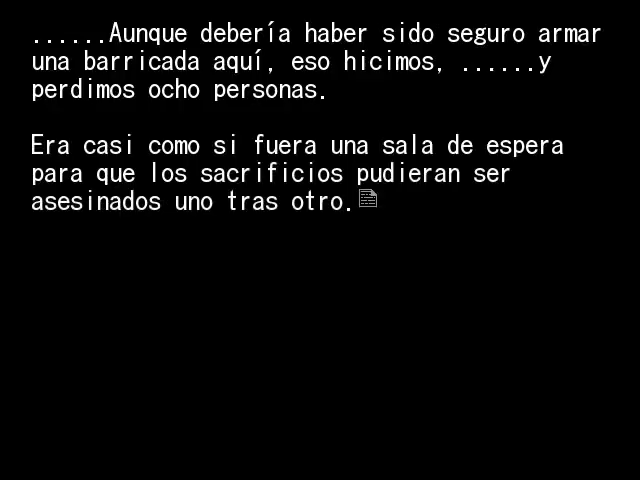 ......Aunque debería haber sido seguro armar
una barricada aquí, eso hicimos, ......y
perdimos ocho personas.
Era casi como si fuera una sala de espera
para que los sacrificios pudieran ser
asesinados uno tras otro.